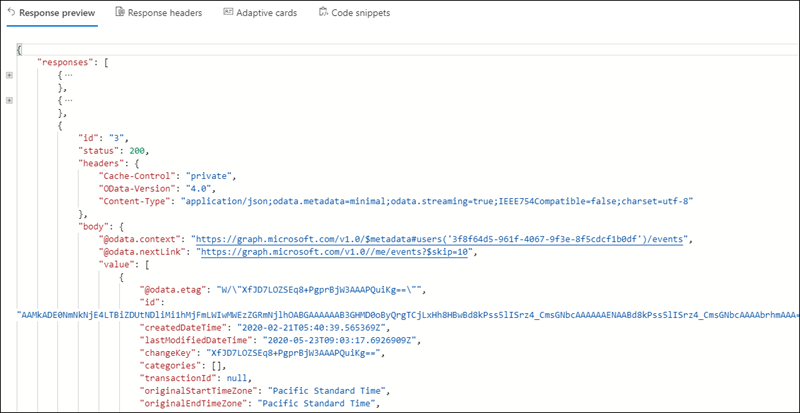 Response preview Response headers Adaptive cards Code snippets
{
"responses": [
{ ...
},
{ ...
},
{
"id": "3",
"status": 200,
"headers": {
"Cache-Control": "private",
"OData-Version": "4.0",
"Content-Type": "application/json;odata.metadata=minimal;odata.streaming=true;IEEE754Compatible=false;charset=utf-8"
},
"body": {
"@odata.context": "https://graph.microsoft.com/v1.0/$metadata#users('3f8f64d5-961f-4067-9f3e-8f5cdcf1b0df')/events",
"@odata.nextLink": "https://graph.microsoft.com/v1.0//me/events?$skip=10",
"value": [
{
"@odata.etag": "W/\"XfJD7LOZSEq8+PgprBjW3AAAPQuiKg==\"",
"id":
"createdDateTime": "2020-02-21T05:40:39.565369Z",
"lastModifiedDateTime": "2020-05-23T09:03:17.6926909Z",
"changeKey": "XfJD7LOZSEq8+PgprBjW3AAAPQuiKg==",
"categories": [],
"transactionId": null,
"originalStartTimeZone": "Pacific Standard Time",
"originalEndTimeZone": "Pacific Standard Time",